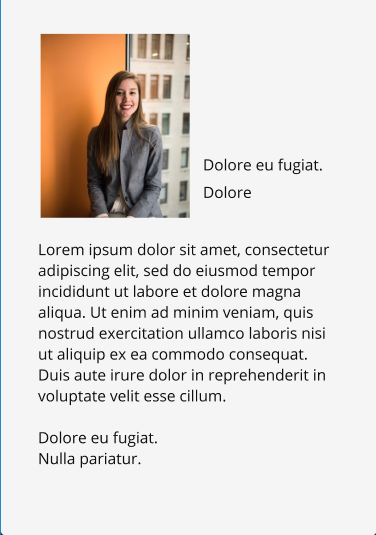 Dolore eu fugiat.
Dolore
Lorem ipsum dolor sit amet, consectetur
adipiscing elit, sed do eiusmod tempor
incididunt ut labore et dolore magna
aliqua. Ut enim ad minim veniam, quis
nostrud exercitation ullamco laboris nisi
ut aliquip ex ea commodo consequat.
Duis aute irure dolor in reprehenderit in
voluptate velit esse cillum.
Dolore eu fugiat.
Nulla pariatur.